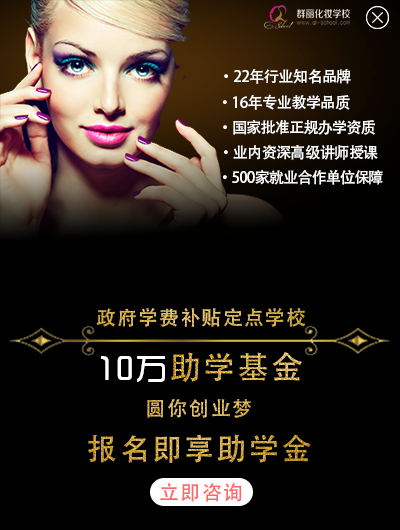 群丽化妆学校
www.ql-school.com
• 22年行业知名品牌
• 16年专业教学品质
• 国家批准正规办学资质
• 业内资深高级讲师授课
• 500家就业合作单位保障
政府学费补贴定点学校
10万助学基金
圆你创业梦
报名即享助学金
立即咨询